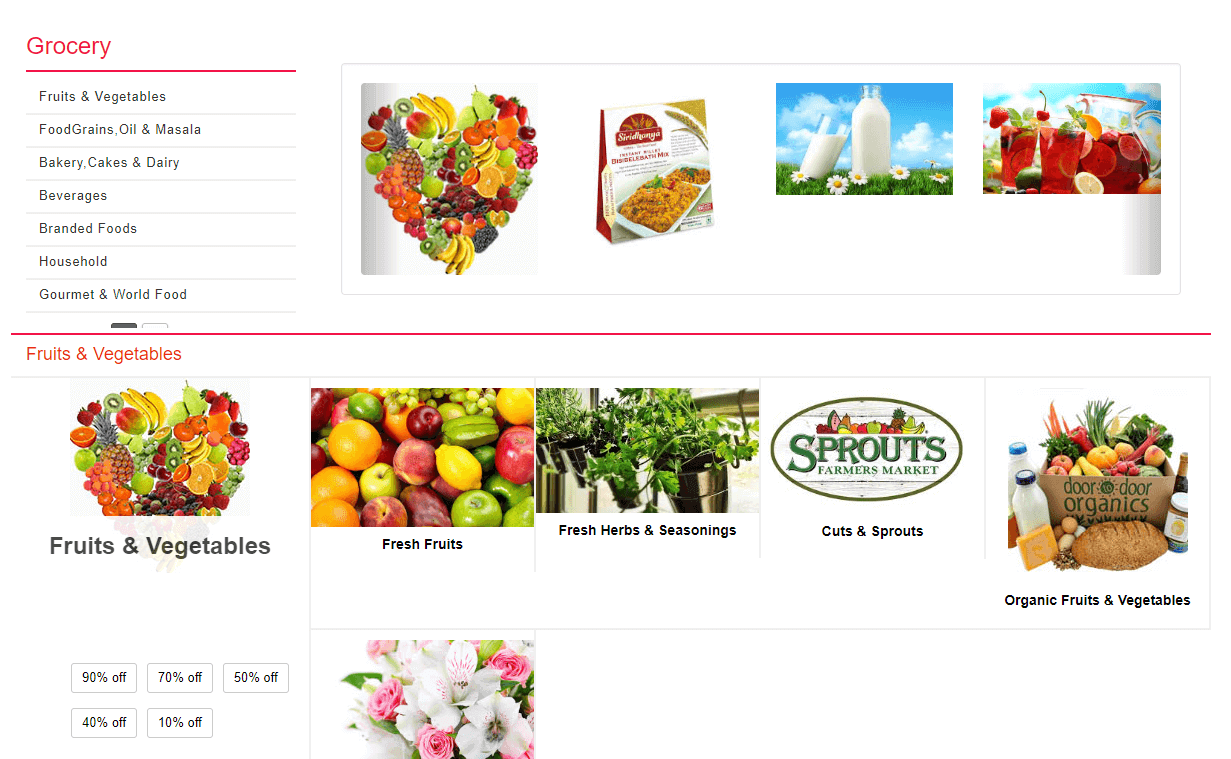 Grocery
Fruits & Vegetables
FoodGrains,Oil & Masala
Bakery,Cakes & Dairy
Beverages
Branded Foods
Household
Gourmet & World Food
Siridhanya
INSTANT MILLET
BISIBELEBATH MIX
Fruits & Vegetables
Fruits & Vegetables
Fresh Fruits
Fresh Herbs & Seasonings
SPROUTS
FARMERS MARKET
Cuts & Sprouts
door to door
organics
Organic Fruits & Vegetables
90% off
70% off
50% off
40% off
10% off